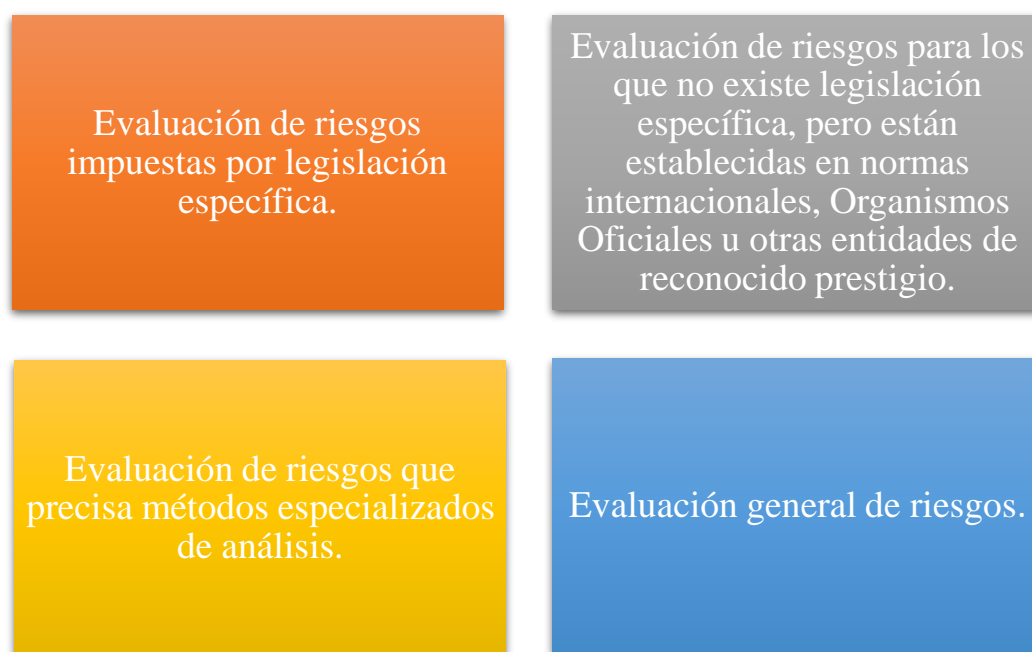 Evaluación de riesgos
impuestas por legislación
específica.
Evaluación de riesgos para los
que no existe legislación
específica, pero están
establecidas en normas
internacionales, Organismos
Oficiales u otras entidades de
reconocido prestigio.
Evaluación de riesgos que
precisa métodos especializados
de análisis.
Evaluación general de riesgos.